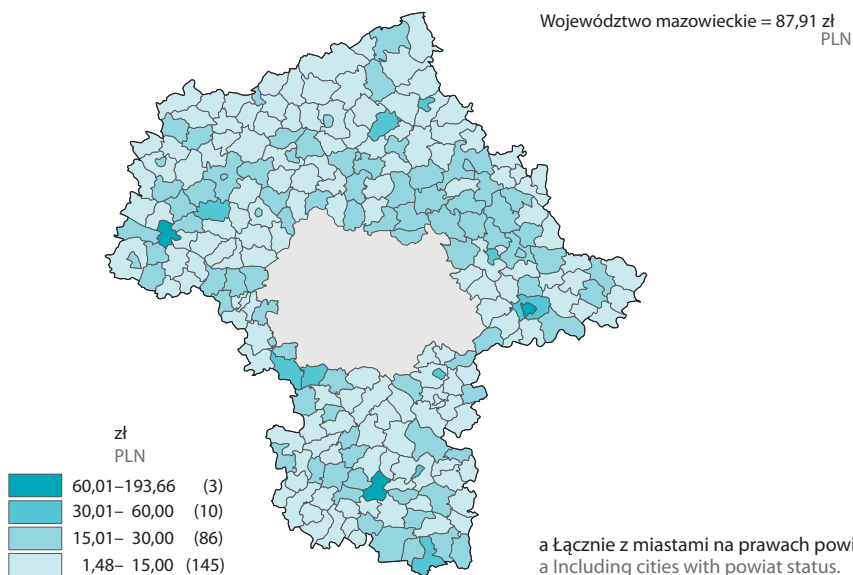 Województwo mazowieckie = 87,91 zł
PLN
zł
PLN
60,01–193,66 (3)
30,01– 60,00 (10)
15,01– 30,00 (86)
1,48– 15,00 (145)
a Łącznie z miastami na prawach powi
a Including cities with powiat status.